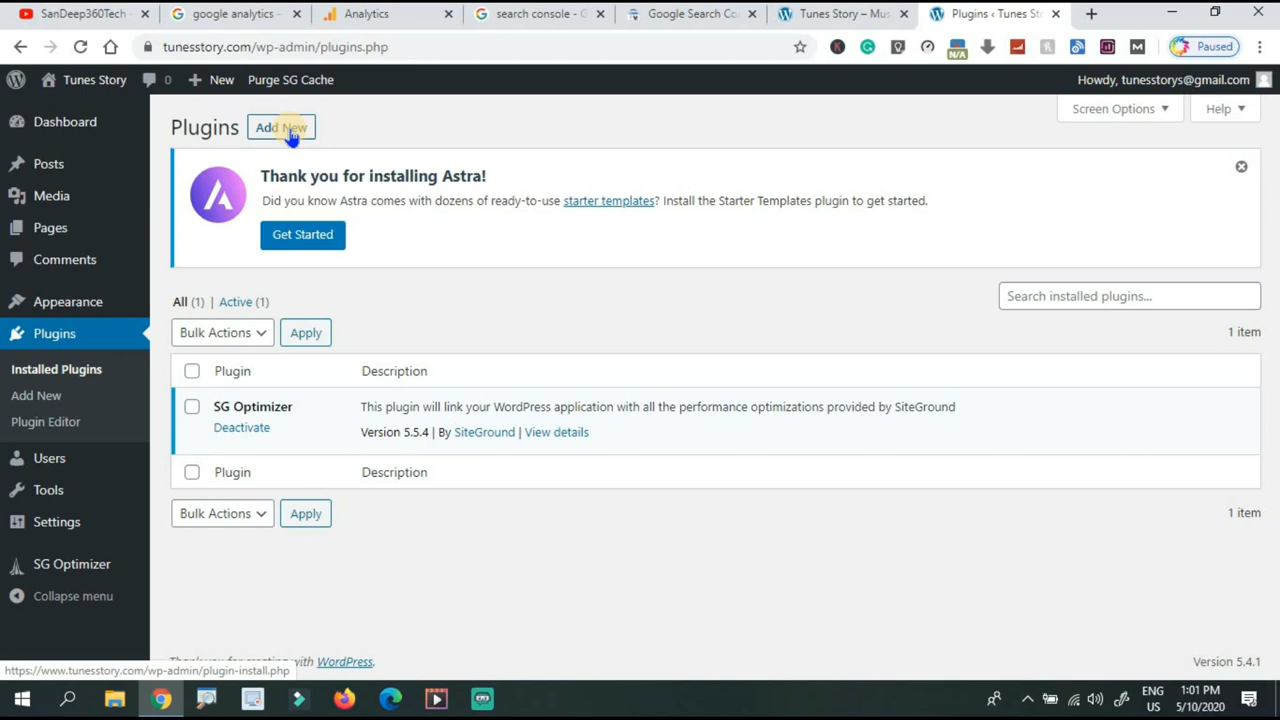 SanDeep360Tech -
google analytics -
Analytics
search console - G
Google Search Co
Tunes Story – Mus
Plugins ‹ Tunes Sto
tunesstory.com/wp-admin/plugins.php
N/A
Paused
Tunes Story
0
New
Purge SG Cache
Howdy, tunesstorys@gmail.com
Screen Options
Help
Dashboard
Posts
Media
Pages
Comments
Appearance
Plugins
Installed Plugins
Add New
Plugin Editor
Users
Tools
Settings
SG Optimizer
Collapse menu
Plugins
Add New
Thank you for installing Astra!
Did you know Astra comes with dozens of ready-to-use starter templates? Install the Starter Templates plugin to get started.
Get Started
All (1) | Active (1)
Search installed plugins...
Bulk Actions
Apply
1 item
Plugin
Description
SG Optimizer
Deactivate
This plugin will link your WordPress application with all the performance optimizations provided by SiteGround
Version 5.5.4 | By SiteGround | View details
Plugin
Description
Bulk Actions
Apply
1 item
Thank you for creating with WordPress.
Version 5.4.1
https://www.tunesstory.com/wp-admin/plugin-install.php
ENG
US
1:01 PM
5/10/2020